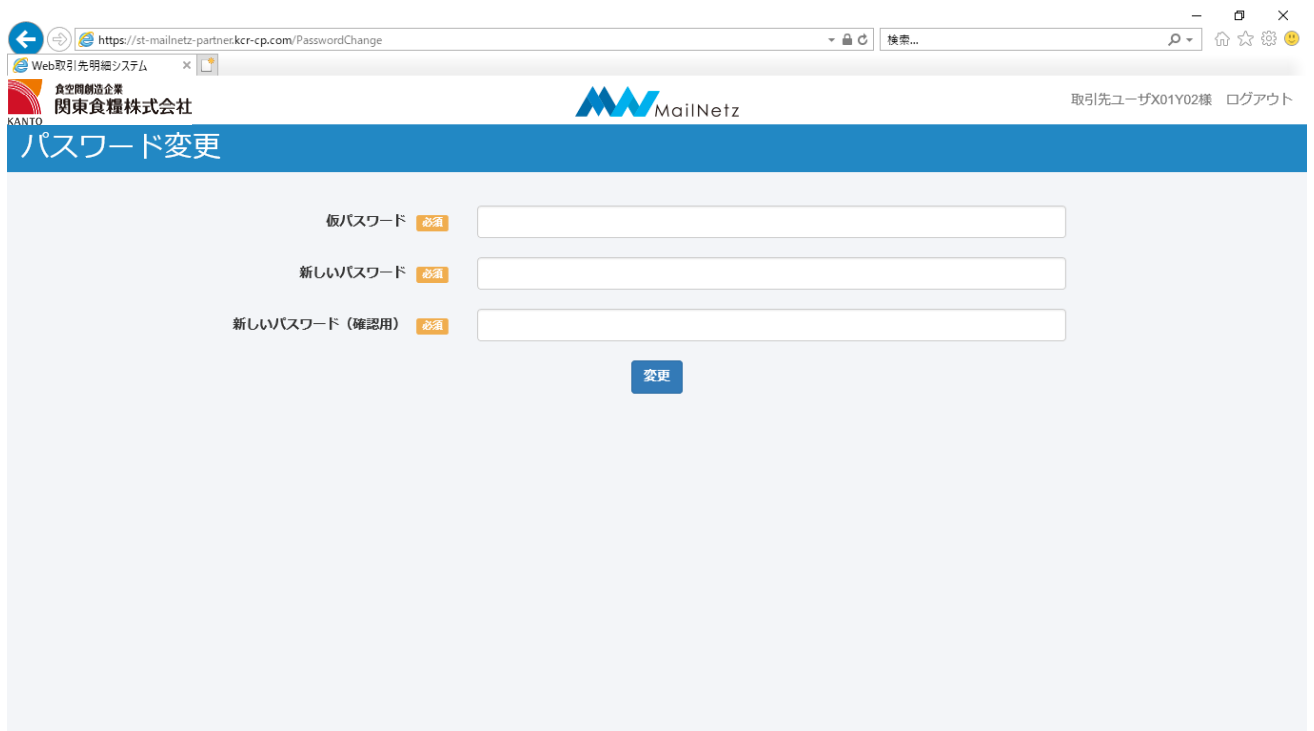 https://st-mailnetz-partner.kcr-cp.com/PasswordChange
検索...
Web取引先明細システム
食空間創造企業
関東食糧株式会社
KANTO
MailNetz
取引先ユーザX01Y02様 ログアウト
パスワード変更
仮パスワード 必須
新しいパスワード 必須
新しいパスワード（確認用） 必須
変更